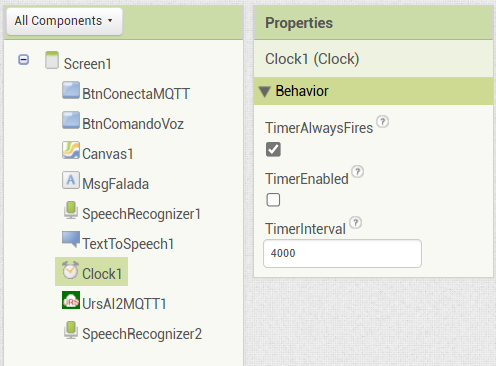 All Components
Screen1
BtnConectaMQTT
BtnComandoVoz
Canvas1
A MsgFalada
SpeechRecognizer1
TextToSpeech1
Clock1
URS UrsAI2MQTT1
SpeechRecognizer2
Properties
Clock1 (Clock)
Behavior
TimerAlwaysFires ?
TimerEnabled ?
TimerInterval ?
4000